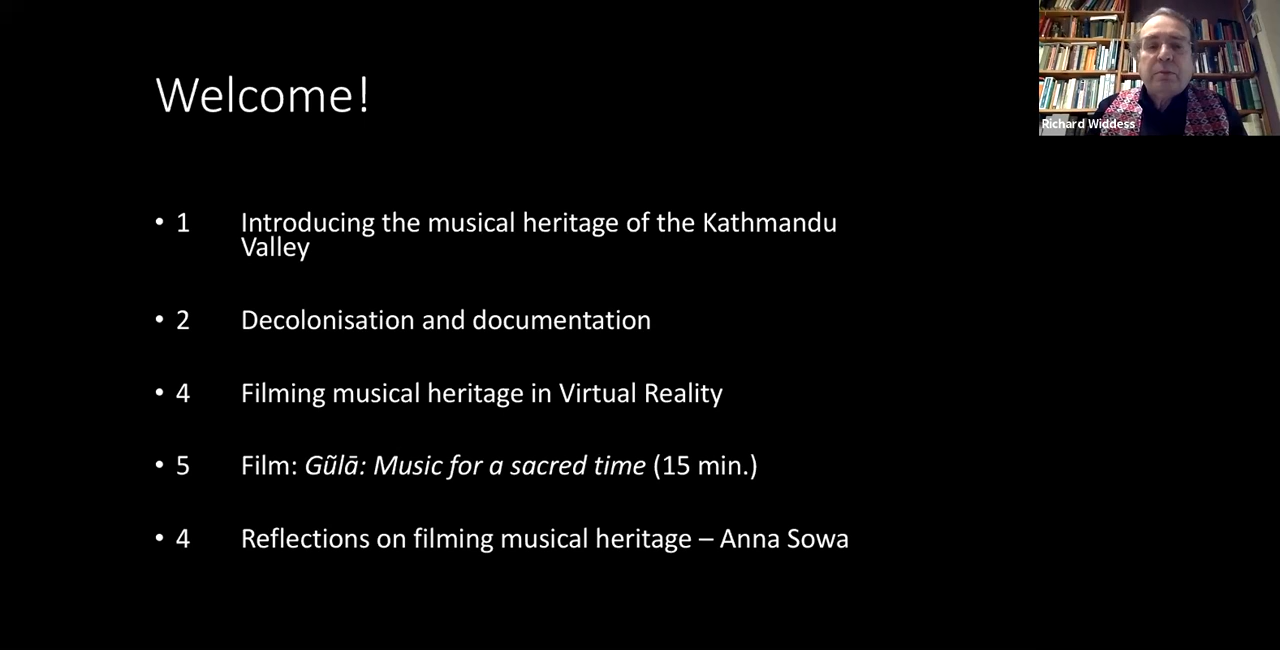 Welcome!
Richard Widdess
• 1 Introducing the musical heritage of the Kathmandu
Valley
• 2 Decolonisation and documentation
• 4 Filming musical heritage in Virtual Reality
• 5 Film: Gũlā: Music for a sacred time (15 min.)
• 4 Reflections on filming musical heritage – Anna Sowa